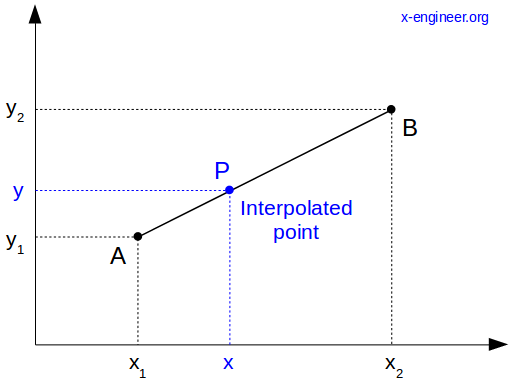 x-engineer.org
y₂
B
P
y
Interpolated
point
y₁
A
x₁
x
x₂